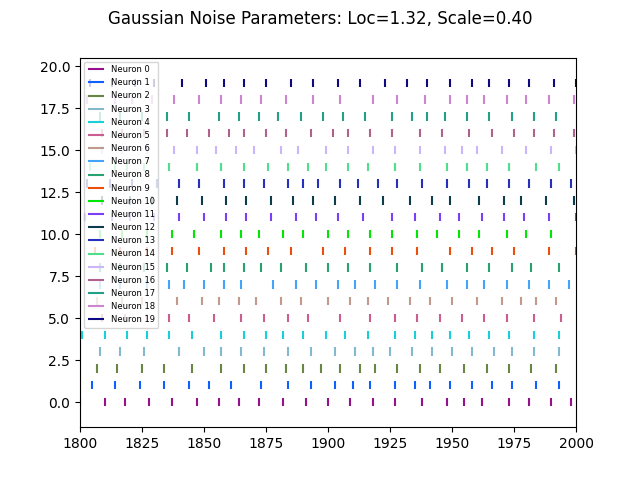 Gaussian Noise Parameters: Loc=1.32, Scale=0.40
20.0
17.5
15.0
12.5
10.0
7.5
5.0
2.5
0.0
Neuron 0
Neuron 1
Neuron 2
Neuron 3
Neuron 4
Neuron 5
Neuron 6
Neuron 7
Neuron 8
Neuron 9
Neuron 10
Neuron 11
Neuron 12
Neuron 13
Neuron 14
Neuron 15
Neuron 16
Neuron 17
Neuron 18
Neuron 19
1800 1825 1850 1875 1900 1925 1950 1975 2000